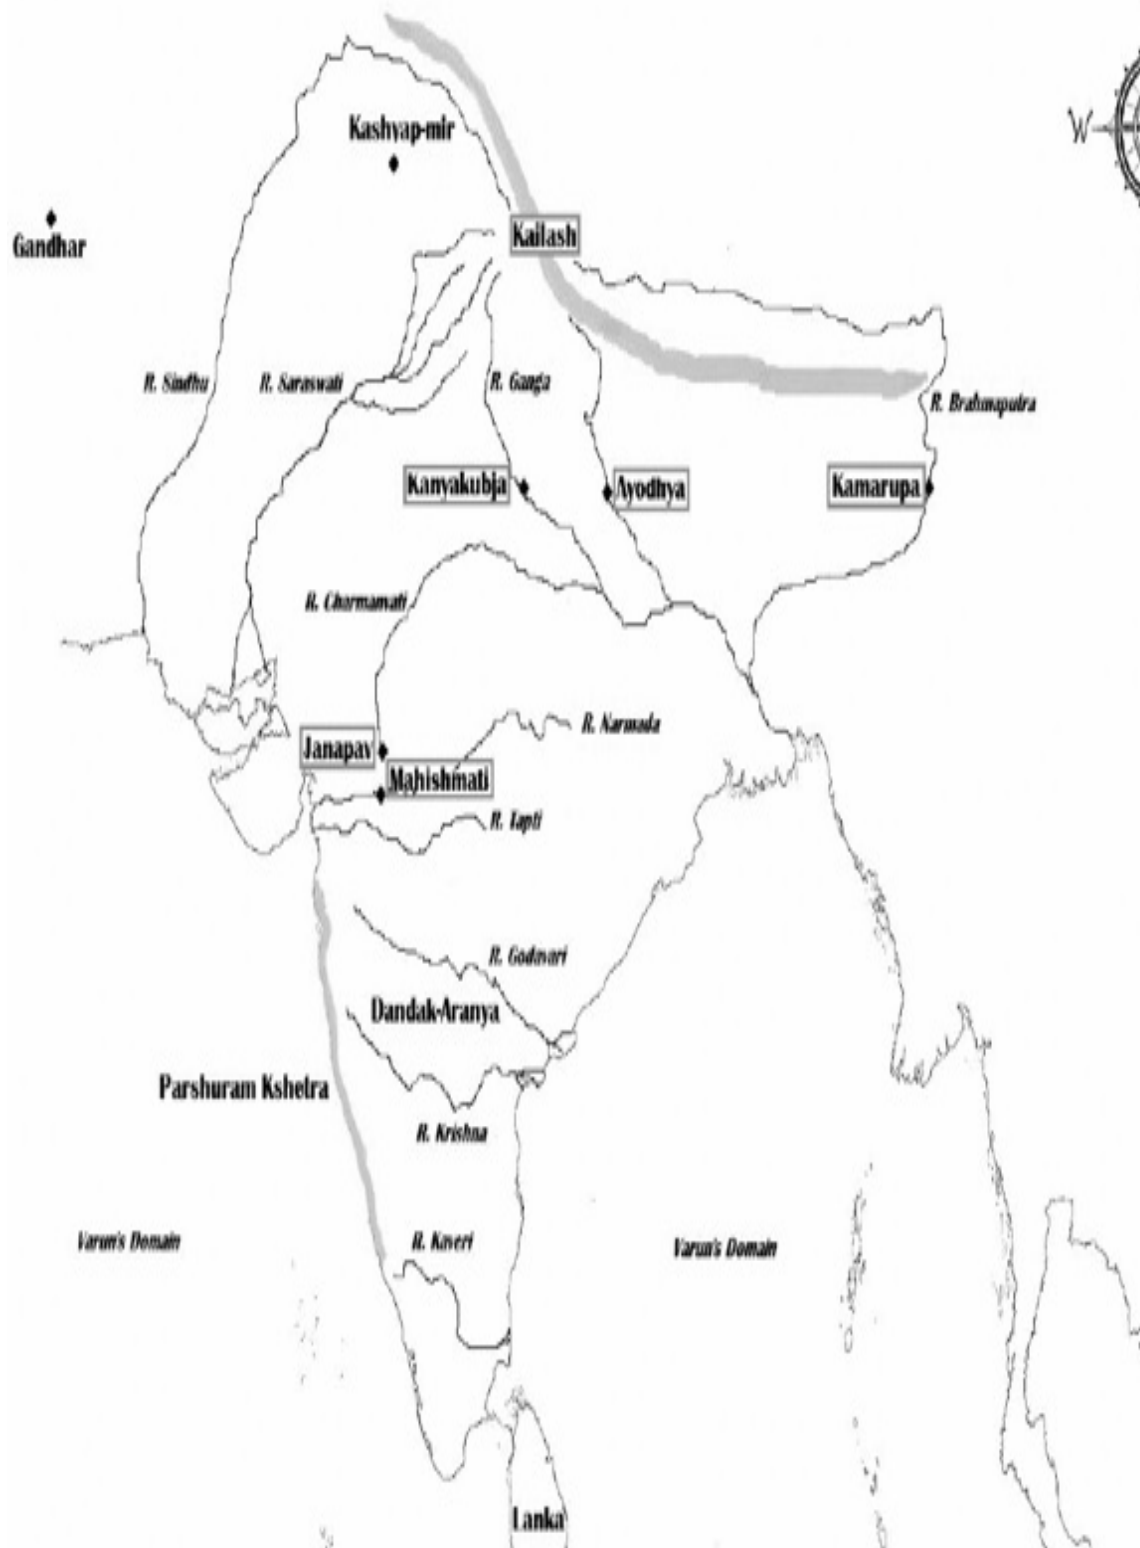 W
Kashyap-mir
Gandhar
Kailash
R. Sindhu
R. Saraswati
R. Ganga
R. Brahmaputra
Kanyakubja
Ayodhya
Kamarupa
R. Charmawati
Janapav
R. Narmada
Mahishmati
R. Tapti
R. Godavari
Dandak-Aranya
Parshuram Kshetra
R. Krishna
Varun's Domain
R. Kaveri
Varun's Domain
Lanka